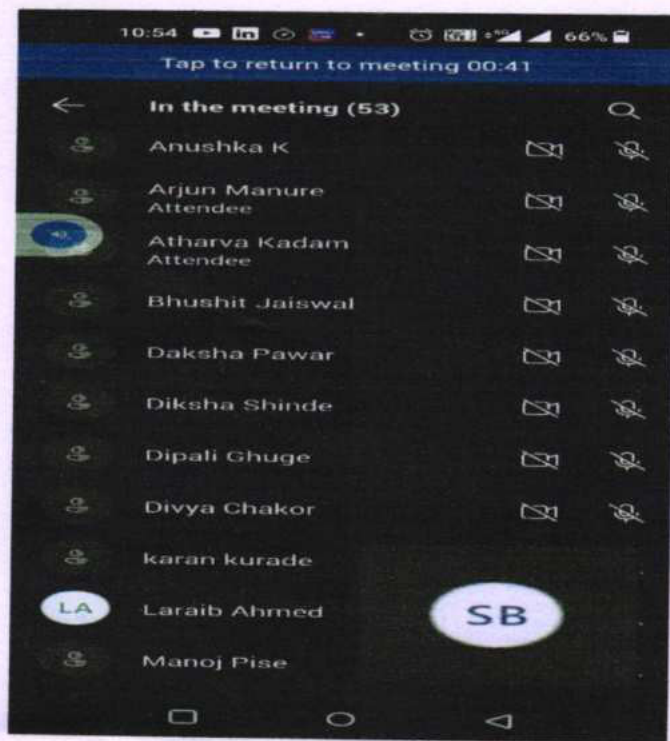 10:54 66%
Tap to return to meeting 00:41
In the meeting (53)
Anushka K
Arjun Manure
Attendee
Atharva Kadam
Attendee
Bhushit Jaiswal
Daksha Pawar
Diksha Shinde
Dipali Ghuge
Divya Chakor
karan kurade
LA Laraib Ahmed
SB
Manoj Pise